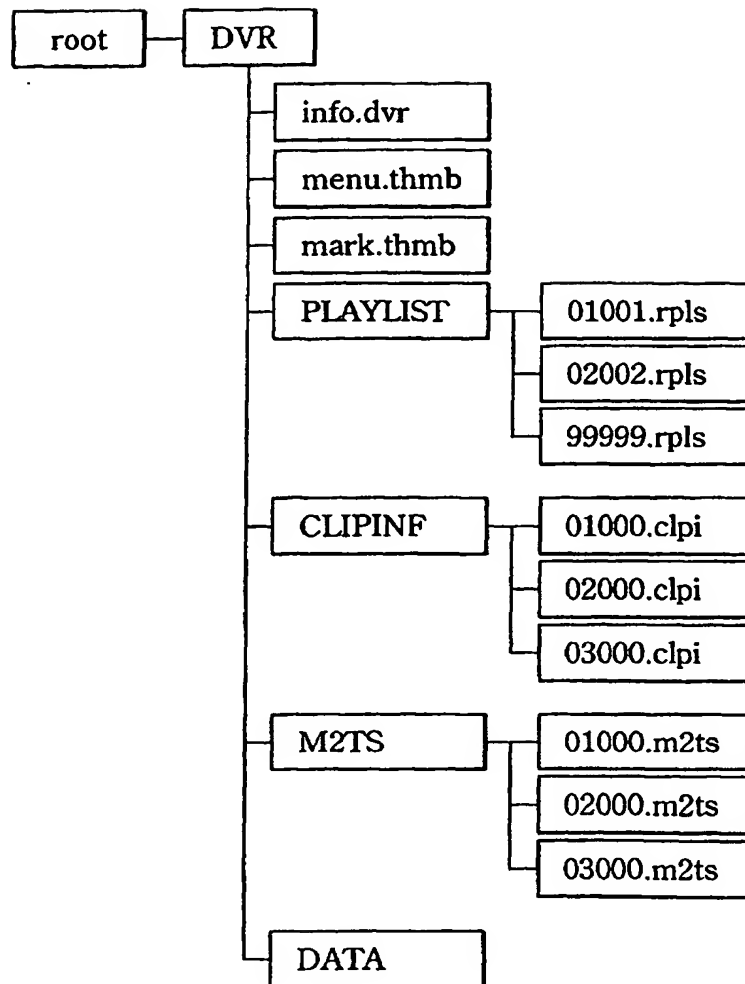 root
DVR
info.dvr
menu.thmb
mark.thmb
PLAYLIST
01001.rpls
02002.rpls
99999.rpls
CLIPINF
01000.clpi
02000.clpi
03000.clpi
M2TS
01000.m2ts
02000.m2ts
03000.m2ts
DATA